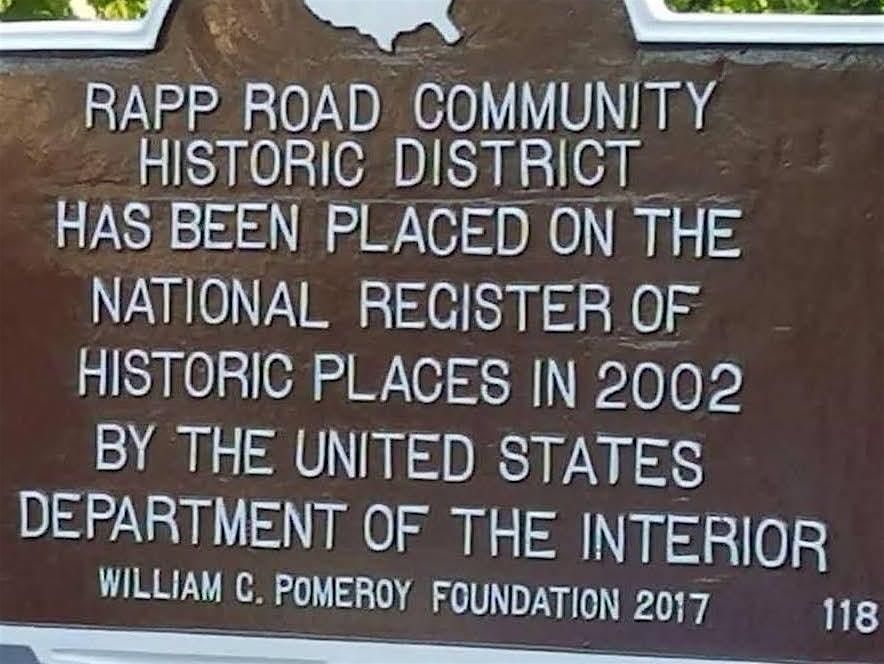 RAPP ROAD COMMUNITY
HISTORIC DISTRICT
HAS BEEN PLACED ON THE
NATIONAL REGISTER OF
HISTORIC PLACES IN 2002
BY THE UNITED STATES
DEPARTMENT OF THE INTERIOR
WILLIAM G. POMEROY FOUNDATION 2017 118